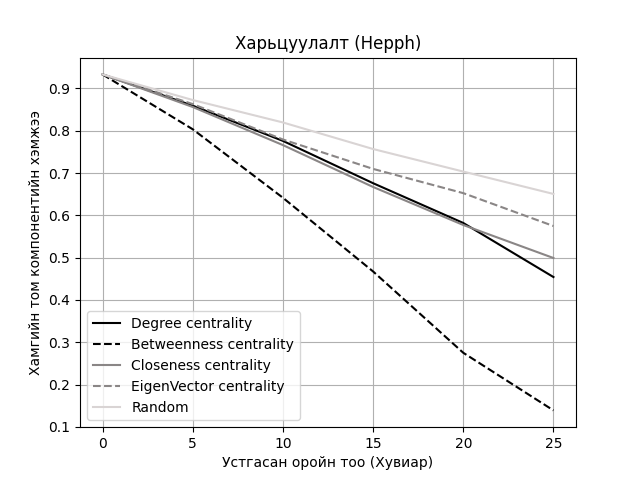 Харьцуулалт (Hepph)
Хамгийн том компонентийн хэмжээ
0.9
0.8
0.7
0.6
0.5
0.4
0.3
0.2
0.1
Degree centrality
Betweenness centrality
Closeness centrality
EigenVector centrality
Random
0 5 10 15 20 25
Устгасан оройн тоо (Хувиар)